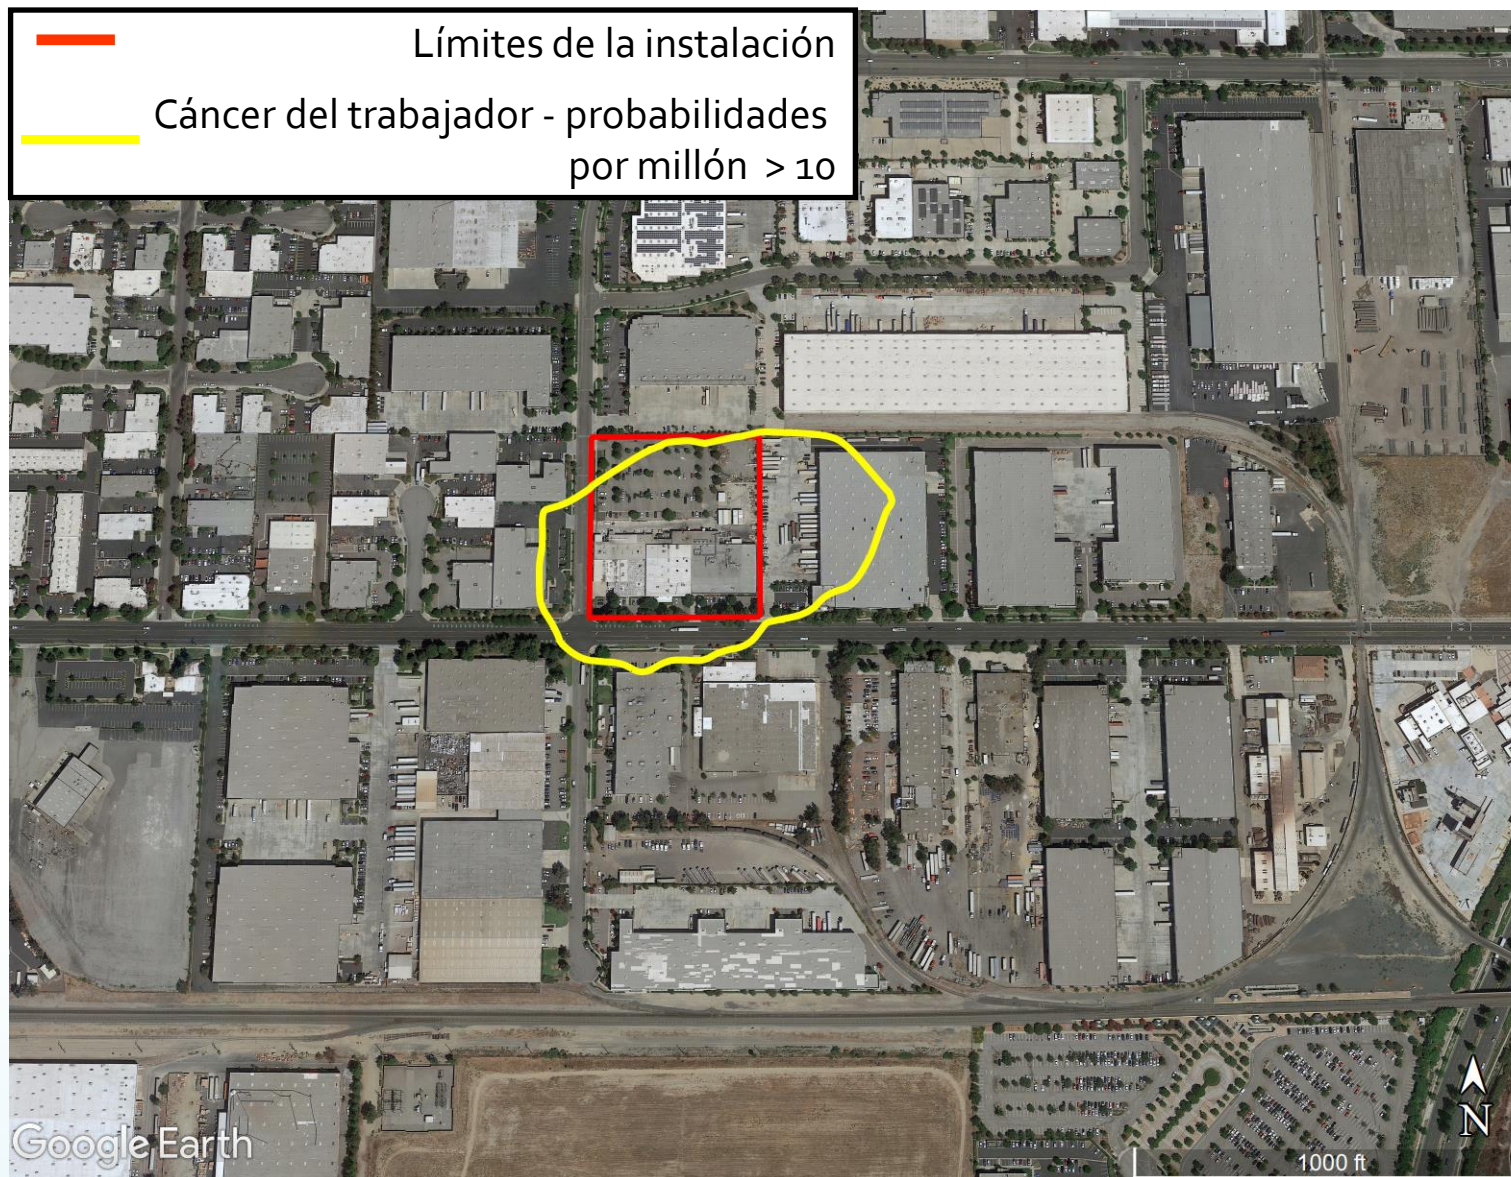 Límites de la instalación
Cáncer del trabajador - probabilidades
por millón > 10
Google Earth
N
1000 ft